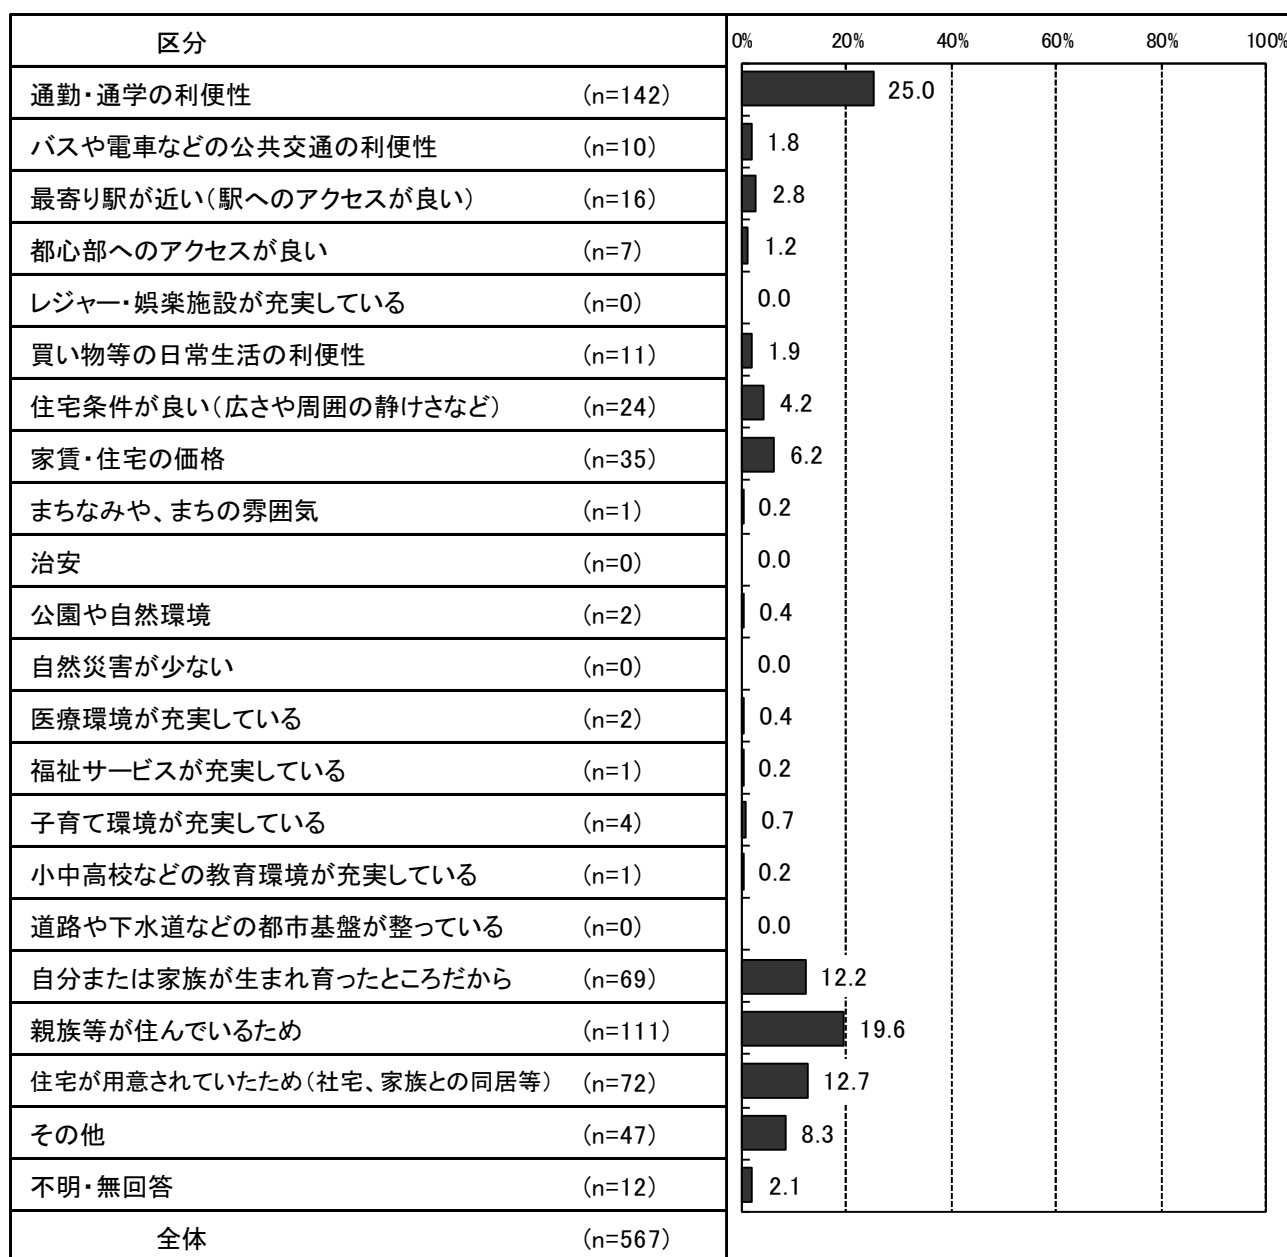 区分 0% 20% 40% 60% 80% 100%
通勤・通学の利便性 (n=142) 25.0
バスや電車などの公共交通の利便性 (n=10) 1.8
最寄り駅が近い(駅へのアクセスが良い) (n=16) 2.8
都心部へのアクセスが良い (n=7) 1.2
レジャー・娯楽施設が充実している (n=0) 0.0
買い物等の日常生活の利便性 (n=11) 1.9
住宅条件が良い(広さや周囲の静けさなど) (n=24) 4.2
家賃・住宅の価格 (n=35) 6.2
まちなみや、まちの雰囲気 (n=1) 0.2
治安 (n=0) 0.0
公園や自然環境 (n=2) 0.4
自然災害が少ない (n=0) 0.0
医療環境が充実している (n=2) 0.4
福祉サービスが充実している (n=1) 0.2
子育て環境が充実している (n=4) 0.7
小中高校などの教育環境が充実している (n=1) 0.2
道路や下水道などの都市基盤が整っている (n=0) 0.0
自分または家族が生まれ育ったところだから (n=69) 12.2
親族等が住んでいるため (n=111) 19.6
住宅が用意されていたため(社宅、家族との同居等) (n=72) 12.7
その他 (n=47) 8.3
不明・無回答 (n=12) 2.1
全体 (n=567)